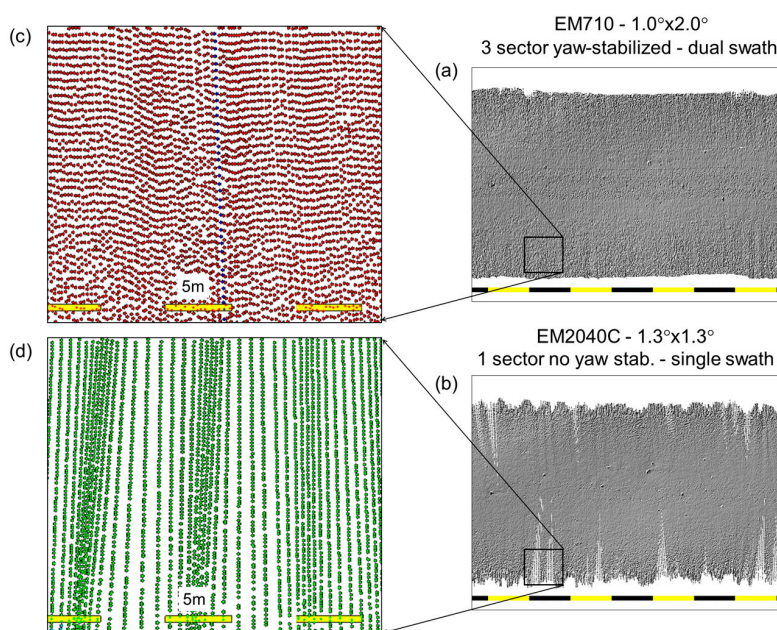 (c)
EM710 - 1.0°x2.0°
3 sector yaw-stabilized - dual swath
(a)
5m
(d)
EM2040C - 1.3°x1.3°
1 sector no yaw stab. - single swath
(b)
5m